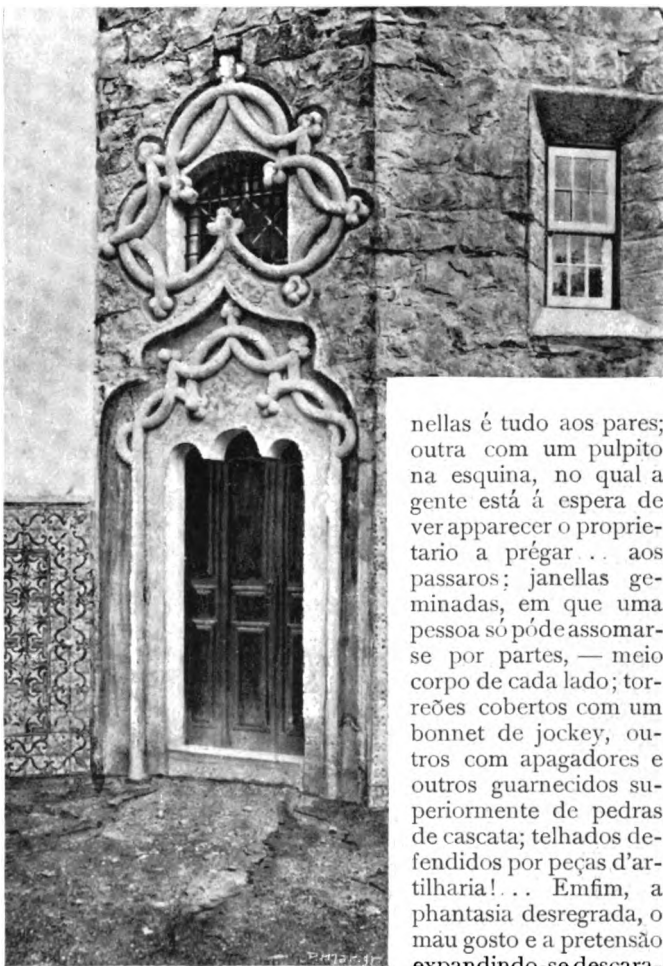 nellas é tudo aos pares;
outra com um pulpito
na esquina, no qual a
gente está á espera de
ver apparecer o proprie-
tario a prégar... aos
passaros; janellas ge-
minadas, em que uma
pessoa só póde assomar-
se por partes, — meio
corpo de cada lado; tor-
reões cobertos com um
bonnet de jockey, ou-
tros com apagadores e
outros guarnecidos su-
periormente de pedras
de cascata; telhados de-
fendidos por peças d'ar-
tilharia!... Emfim, a
phantasia desregrada, o
mau gosto e a pretensão
expandindo-se descara-